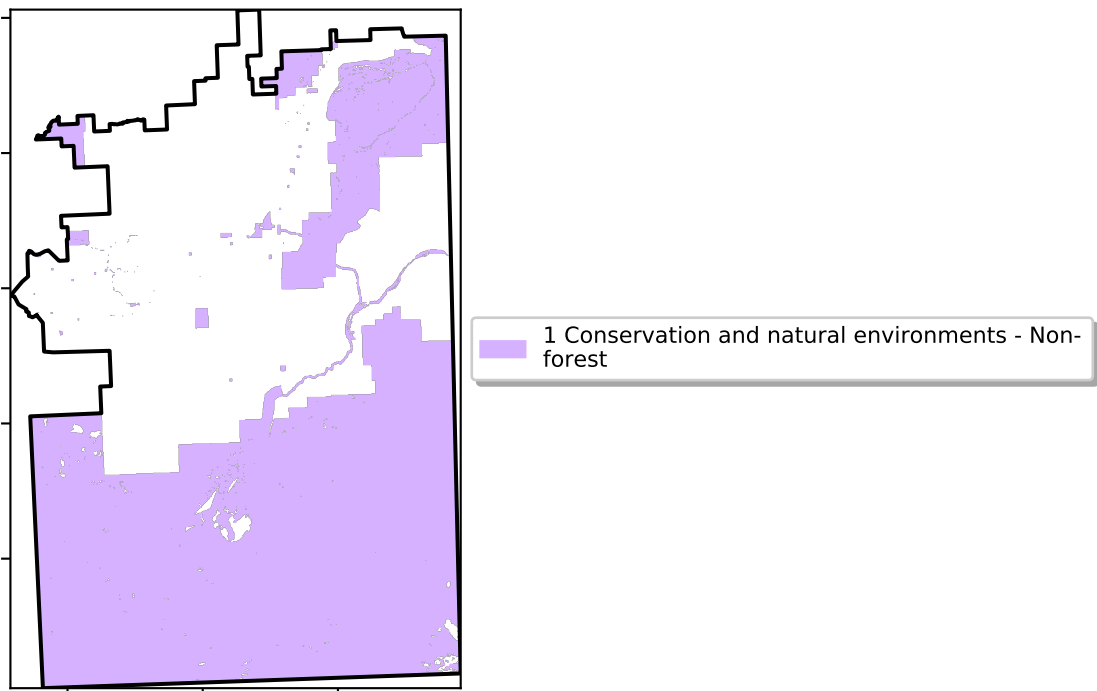 1 Conservation and natural environments - Non-
forest